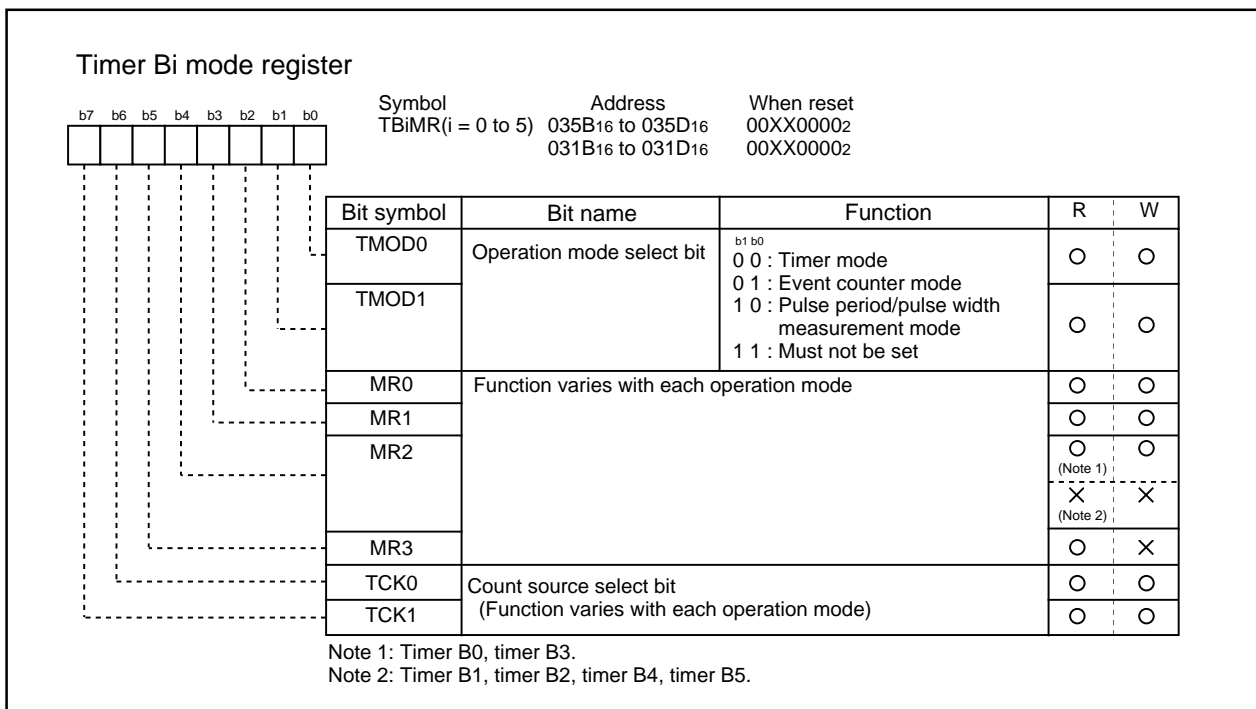 Timer Bi mode register
Symbol Address When reset
TBiMR(i = 0 to 5) 035B16 to 035D16 00XX00002
031B16 to 031D16 00XX00002
b7 b6 b5 b4 b3 b2 b1 b0
Bit symbol Bit name Function R W
TMOD0 Operation mode select bit b1 b0
0 0 : Timer mode
0 1 : Event counter mode
TMOD1 1 0 : Pulse period/pulse width
measurement mode
1 1 : Must not be set
MR0 Function varies with each operation mode
MR1
MR2
(Note 1)
(Note 2)
MR3
TCK0 Count source select bit
TCK1 (Function varies with each operation mode)
Note 1: Timer B0, timer B3.
Note 2: Timer B1, timer B2, timer B4, timer B5.